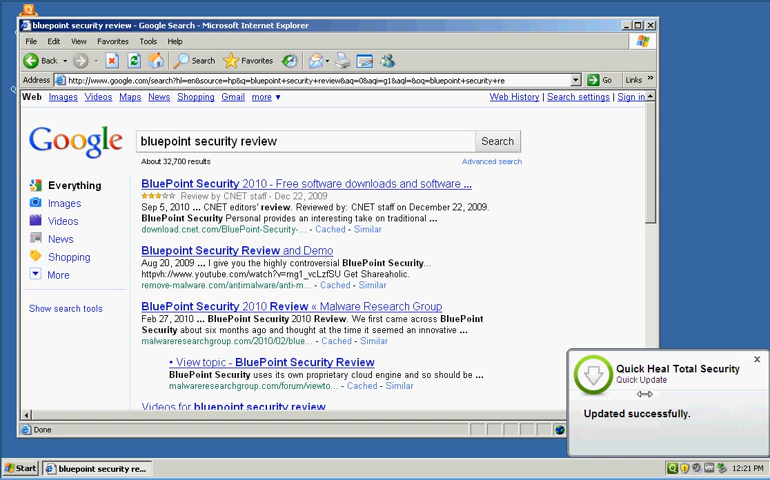 bluepoint security review - Google Search - Microsoft Internet Explorer
File Edit View Favorites Tools Help
Back Search Favorites
Address http://www.google.com/search?hl=en&source=hp&q=bluepoint+security+review&aq=0&aqi=g1&aql=&oq=bluepoint+security+re Go Links »
Web Images Videos Maps News Shopping Gmail more ▼ Web History | Search settings | Sign in
Google
bluepoint security review Search
About 32,700 results Advanced search
Everything
Images
Videos
News
Shopping
More
Show search tools
BluePoint Security 2010 - Free software downloads and software ...
Review by CNET staff - Dec 22, 2009
Sep 5, 2010 ... CNET editors' review. Reviewed by: CNET staff on December 22, 2009.
BluePoint Security Personal provides an interesting take on traditional ...
download.cnet.com/BluePoint-Security-... - Cached - Similar
BluePoint Security Review and Demo
Aug 20, 2009 ... I give you the highly controversial BluePoint Security...
httpvh://www.youtube.com/watch?v=mg1_vcLzfSU Get Shareaholic.
remove-malware.com/antimalware/anti-m... - Cached - Similar
BluePoint Security 2010 Review « Malware Research Group
Feb 27, 2010 ... BluePoint Security 2010 Review. We first came across BluePoint
Security about six months ago and thought at the time it seemed an innovative ...
malwareresearchgroup.com/2010/02/blue... - Cached - Similar
• View topic - BluePoint Security Review
BluePoint Security uses its own proprietary cloud engine and so should be ...
malwareresearchgroup.com/forum/viewto... - Cached - Similar
Videos for bluepoint security review
Done
Quick Heal Total Security
Quick Update
Updated successfully.
Start bluepoint security re... 12:21 PM